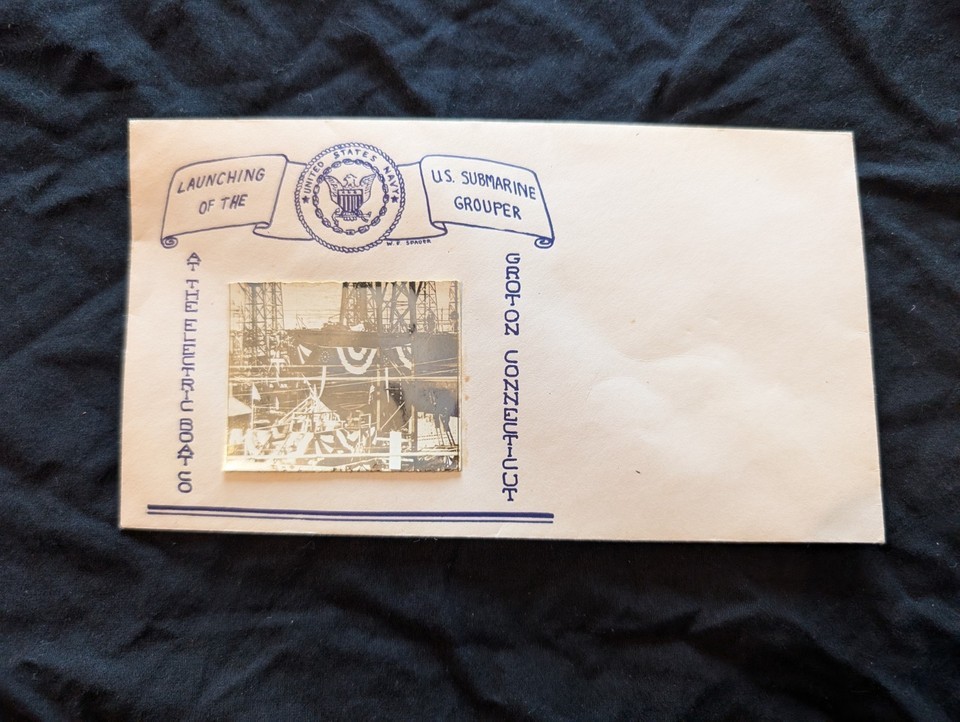 LAUNCHING
OF THE
UNITED STATES NAVY
U.S. SUBMARINE
GROUPER
W. E. SPADER
AT THE ELECTRIC BOAT CO
GROTON CONNECTICUT